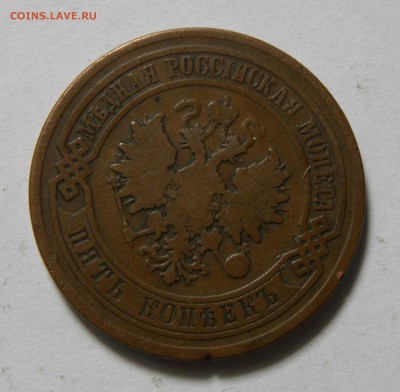 COINS.LAVE.RU
МѢДНАЯ РОССІЙСКАЯ МОНЕТА
ПЯТЬ КОПѢЕКЪ